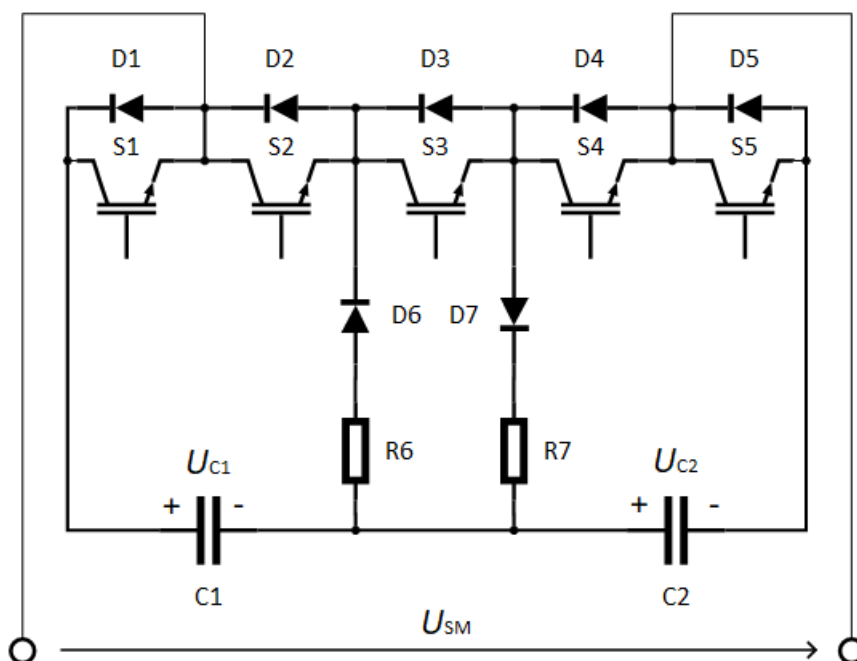 D1 D2 D3 D4 D5
S1 S2 S3 S4 S5
D6 D7
R6 R7
UC1 UC2
+ - + -
C1 C2
USM